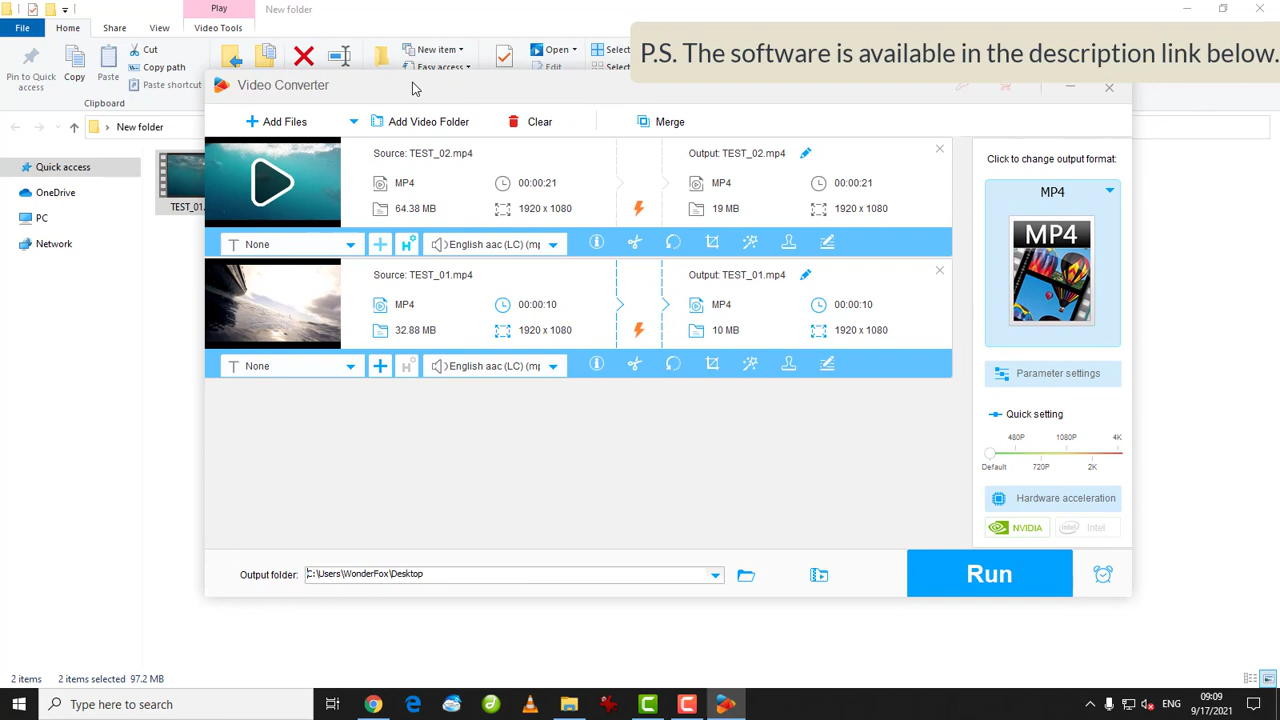 Play
New folder
File
Home
Share
View
Video Tools
Pin to Quick access
Copy
Cut
Copy path
Paste shortcut
Clipboard
New item
Easy access
Open
Edit
Select
P.S. The software is available in the description link below.
New folder
Quick access
OneDrive
PC
Network
TEST_01.
Video Converter
Add Files
Add Video Folder
Clear
Merge
Source: TEST_02.mp4
MP4
00:00:21
64.38 MB
1920 x 1080
Output: TEST_02.mp4
MP4
00:00:21
19 MB
1920 x 1080
None
English aac (LC) (mp
Source: TEST_01.mp4
MP4
00:00:10
32.88 MB
1920 x 1080
Output: TEST_01.mp4
MP4
00:00:10
10 MB
1920 x 1080
None
English aac (LC) (mp
Click to change output format:
MP4
MP4
Parameter settings
Quick setting
480P 1080P 4K
Default 720P 2K
Hardware acceleration
NVIDIA
Intel
Output folder: C:\Users\WonderFox\Desktop
Run
2 items
2 items selected 97.2 MB
Type here to search
ENG
09:09
9/17/2021